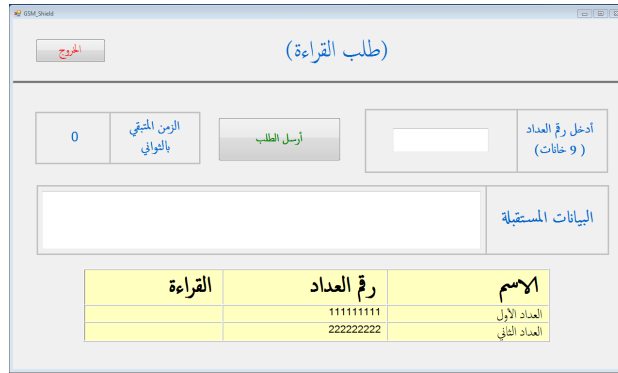 GSM_Shield
(طلب القراءة)
الخروج
أدخل رقم العداد
( 9 خانات)
أرسل الطلب
الزمن المتبقي
بالثواني
0
البيانات المستقبلة
الاسم رقم العداد القراءة
العداد الأول 111111111
العداد الثاني 222222222